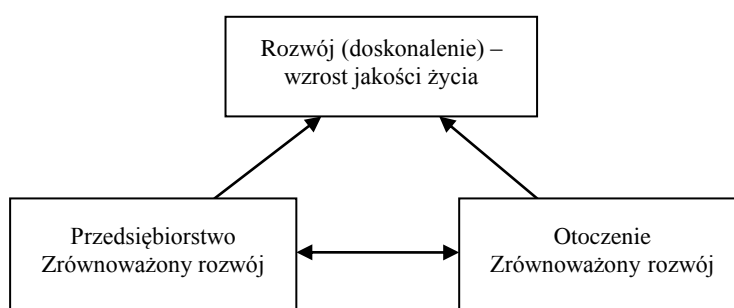 Rozwój (doskonalenie) –
wzrost jakości życia
Przedsiębiorstwo
Zrównoważony rozwój
Otoczenie
Zrównoważony rozwój